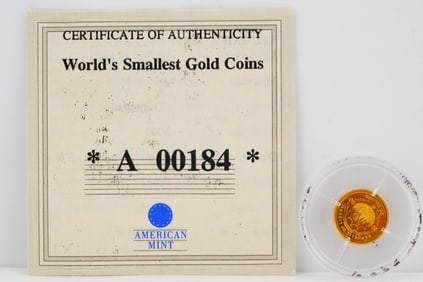 CERTIFICATE OF AUTHENTICITY
World's Smallest Gold Coins
* A 00184 *
AMERICAN
MINT